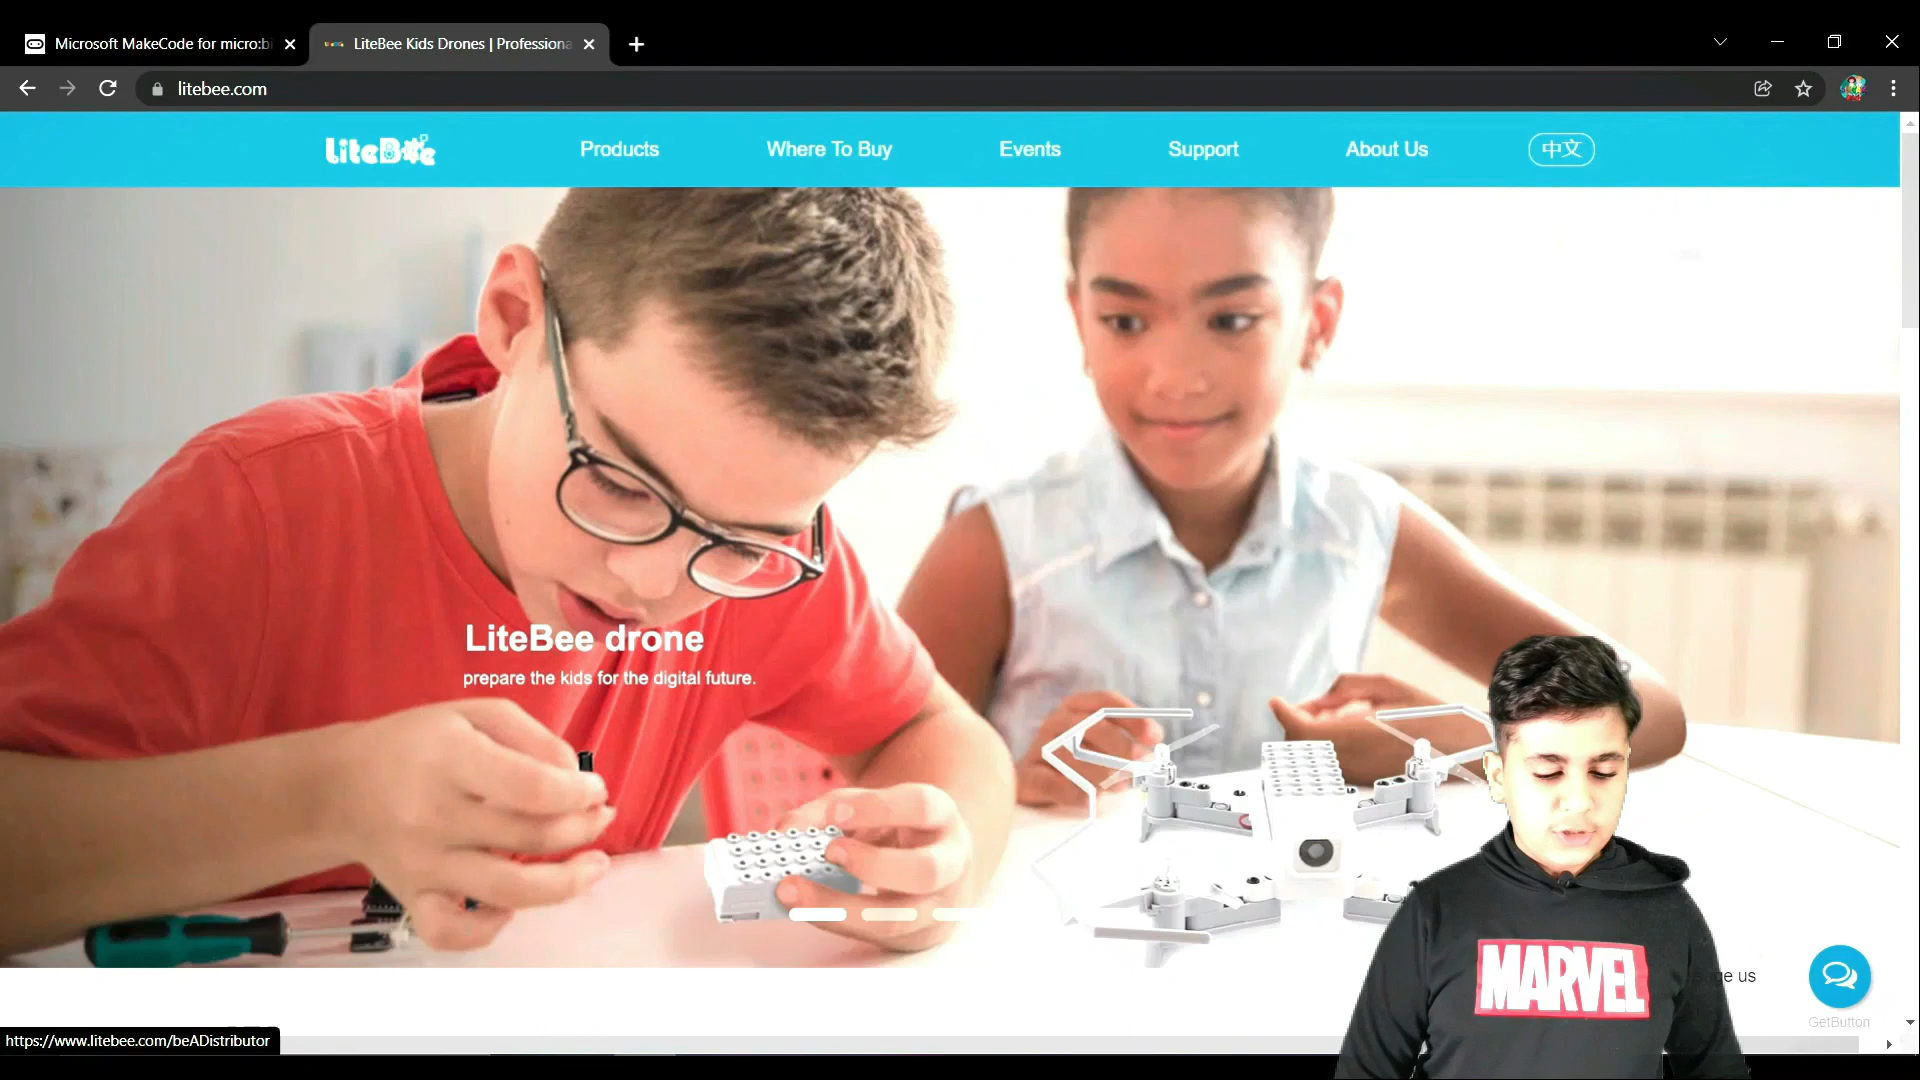 Microsoft MakeCode for micro:bi
LiteBee Kids Drones | Professiona
litebee.com
LiteBee
Products
Where To Buy
Events
Support
About Us
中文
LiteBee drone
prepare the kids for the digital future.
MARVEL
us
GetButton
https://www.litebee.com/beADistributor